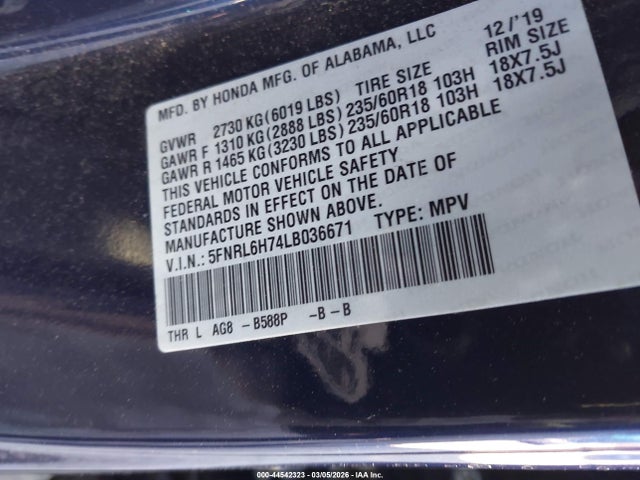 MFD. BY HONDA MFG. OF ALABAMA, LLC 12/'19
GVWR 2730 KG(6019 LBS) TIRE SIZE RIM SIZE
GAWR F 1310 KG(2888 LBS)235/60R18 103H 18X7.5J
GAWR R 1465 KG(3230 LBS)235/60R18 103H 18X7.5J
THIS VEHICLE CONFORMS TO ALL APPLICABLE
FEDERAL MOTOR VEHICLE SAFETY
STANDARDS IN EFFECT ON THE DATE OF
MANUFACTURE SHOWN ABOVE.
V.I.N.: 5FNRL6H74LB036671 TYPE: MPV
THR L AG8 - B588P -B - B
000-44542323 - 03/05/2026 - IAA Inc.